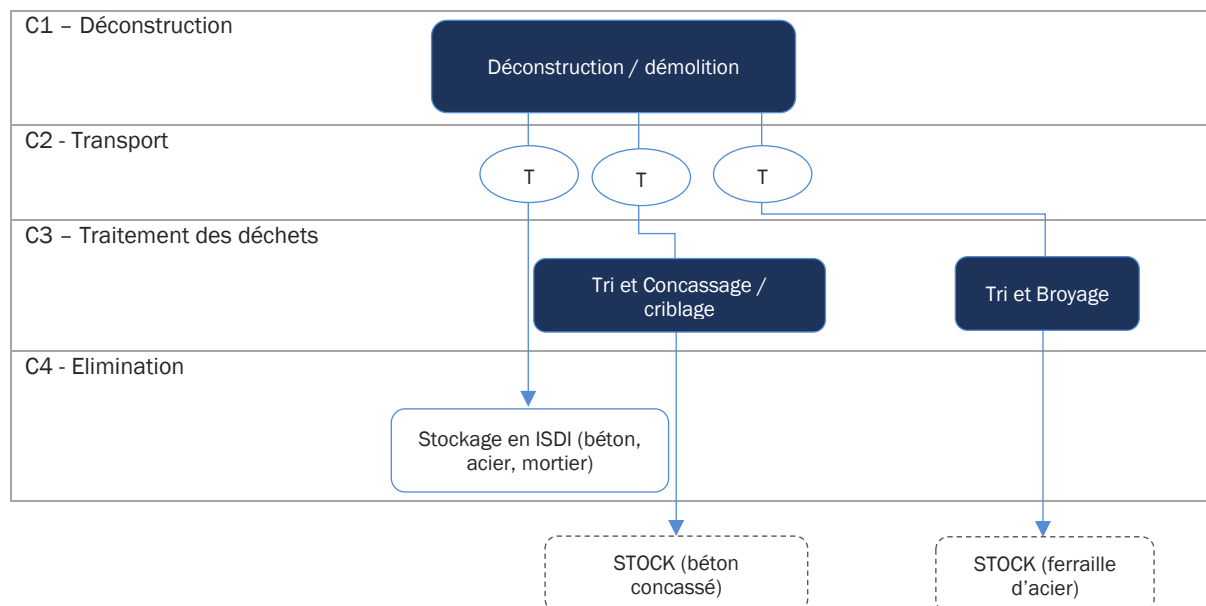 C1 – Déconstruction
Déconstruction / démolition
C2 - Transport
T
T
T
C3 – Traitement des déchets
Tri et Concassage /
criblage
Tri et Broyage
C4 - Elimination
Stockage en ISDI (béton,
acier, mortier)
STOCK (béton
concassé)
STOCK (ferraille
d’acier)